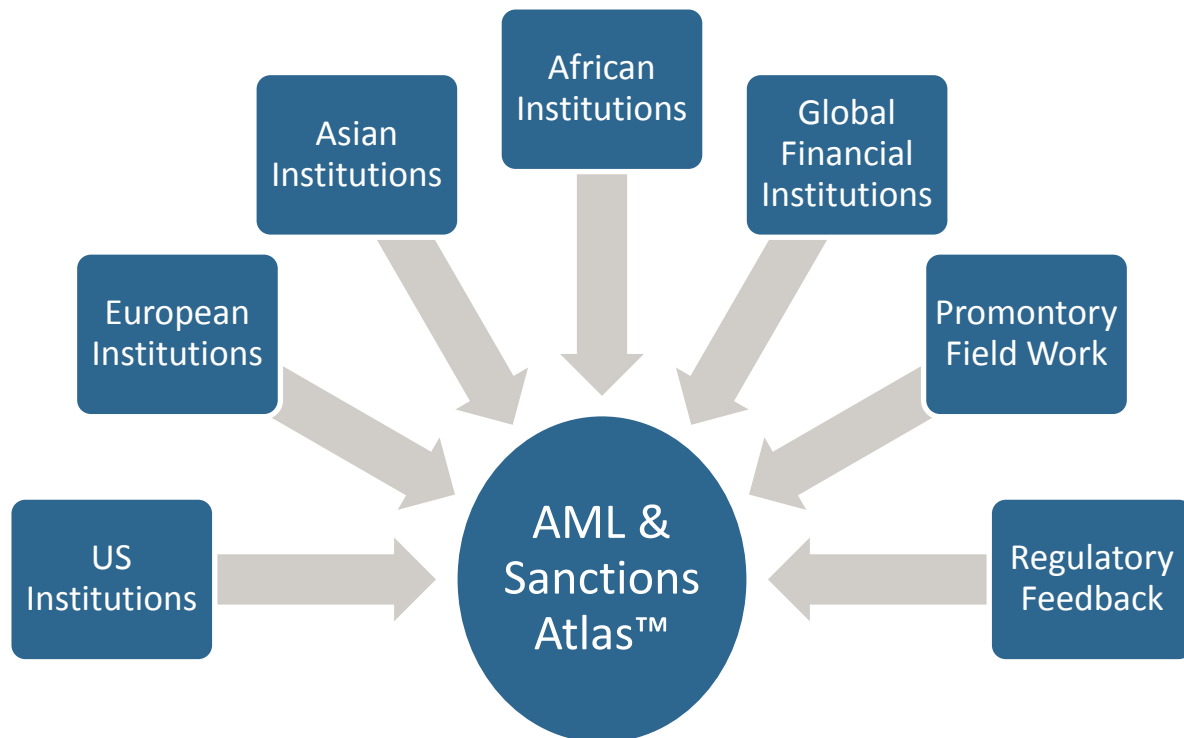 African
Institutions
Asian
Institutions
Global
Financial
Institutions
European
Institutions
Promontory
Field Work
US
Institutions
AML &
Sanctions
Atlas™
Regulatory
Feedback